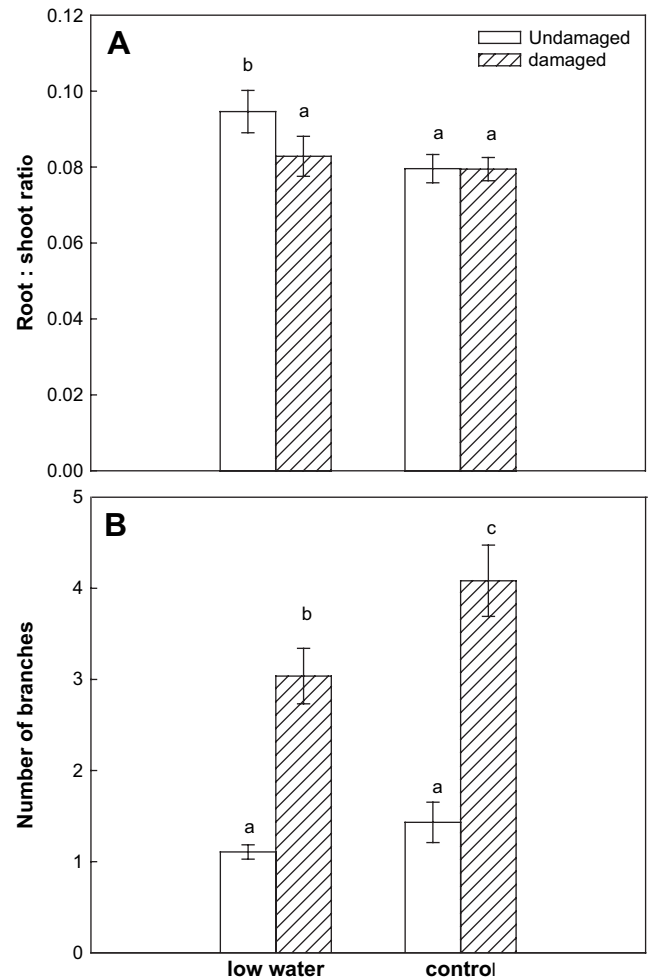 0.12
A
Undamaged
damaged
b
a
a
a
0.10
0.08
0.06
0.04
0.02
0.00
Root : shoot ratio
5
B
c
b
a
a
4
3
2
1
0
Number of branches
low water
control